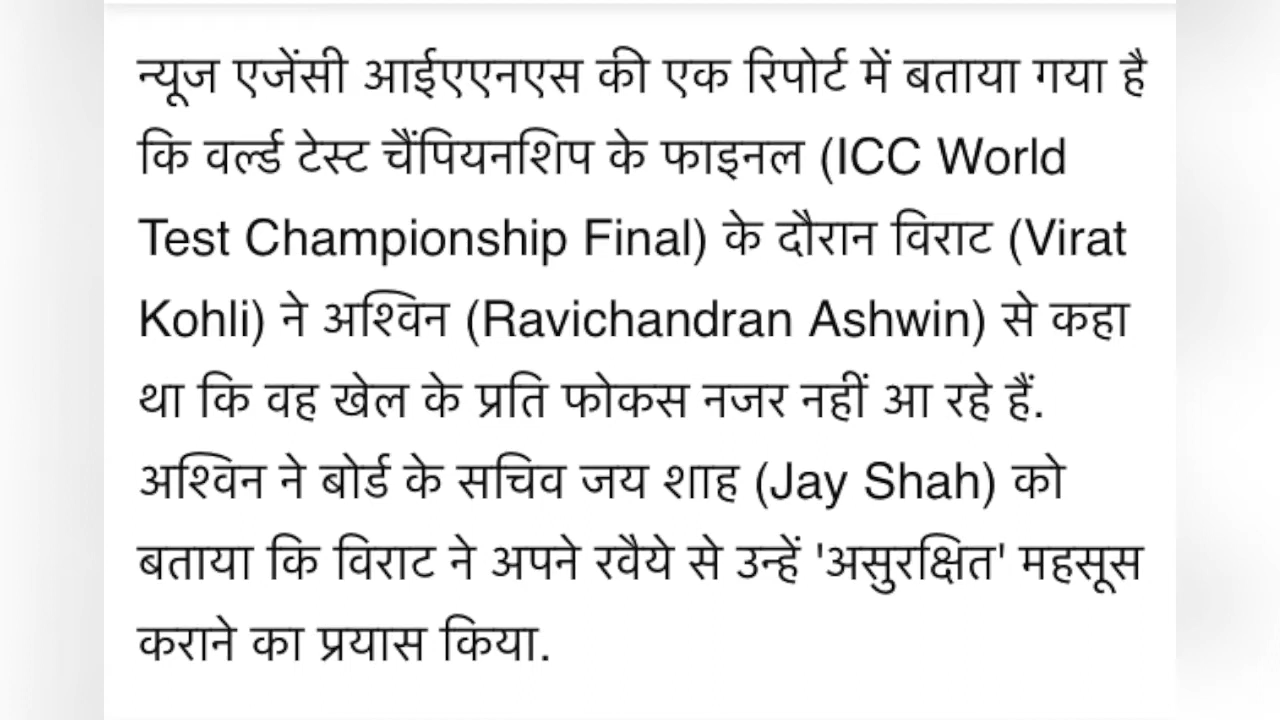 न्यूज एजेंसी आईएएनएस की एक रिपोर्ट में बताया गया है
कि वर्ल्ड टेस्ट चैंपियनशिप के फाइनल (ICC World
Test Championship Final) के दौरान विराट (Virat
Kohli) ने अश्विन (Ravichandran Ashwin) से कहा
था कि वह खेल के प्रति फोकस नजर नहीं आ रहे हैं.
अश्विन ने बोर्ड के सचिव जय शाह (Jay Shah) को
बताया कि विराट ने अपने रवैये से उन्हें 'असुरक्षित' महसूस
कराने का प्रयास किया.